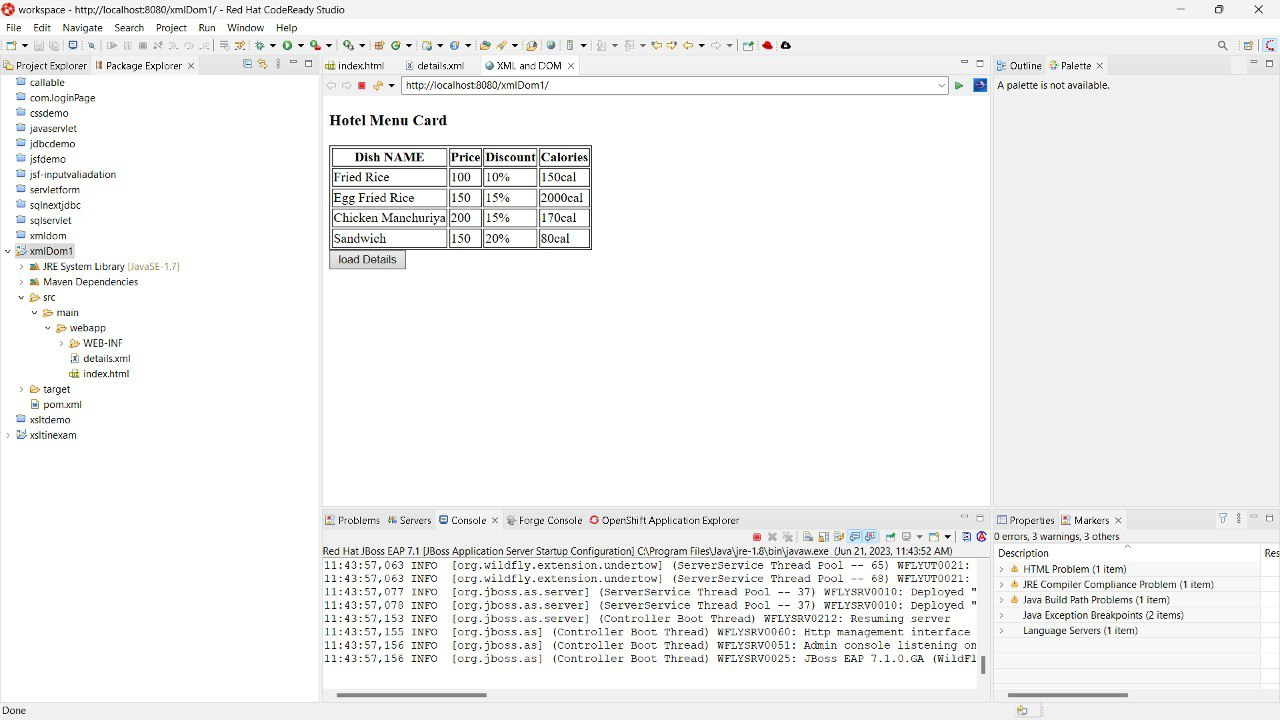 workspace - http://localhost:8080/xmlDom1/ - Red Hat CodeReady Studio
File Edit Navigate Search Project Run Window Help
Project Explorer Package Explorer
callable
com.loginPage
cssdemo
javaservlet
jdbcdemo
jsfdemo
jsf-inputvaliadation
servletform
sqlnextjdbc
sqlservlet
xmldom
xmlDom1
JRE System Library [JavaSE-1.7]
Maven Dependencies
src
main
webapp
WEB-INF
details.xml
index.html
target
pom.xml
xsltdemo
xsltinexam
index.html details.xml XML and DOM
http://localhost:8080/xmlDom1/
Hotel Menu Card
Dish NAME Price Discount Calories
Fried Rice 100 10% 150cal
Egg Fried Rice 150 15% 2000cal
Chicken Manchuriya 200 15% 170cal
Sandwich 150 20% 80cal
load Details
Outline Palette
A palette is not available.
Problems Servers Console Forge Console OpenShift Application Explorer
Red Hat JBoss EAP 7.1 [JBoss Application Server Startup Configuration] C:\Program Files\Java\jre-1.8\bin\javaw.exe (Jun 21, 2023, 11:43:52 AM)
11:43:57,063 INFO [org.wildfly.extension.undertow] (ServerService Thread Pool -- 65) WFLYUT0021:
11:43:57,063 INFO [org.wildfly.extension.undertow] (ServerService Thread Pool -- 68) WFLYUT0021:
11:43:57,077 INFO [org.jboss.as.server] (ServerService Thread Pool -- 37) WFLYSRV0010: Deployed "
11:43:57,078 INFO [org.jboss.as.server] (ServerService Thread Pool -- 37) WFLYSRV0010: Deployed "
11:43:57,153 INFO [org.jboss.as.server] (Controller Boot Thread) WFLYSRV0212: Resuming server
11:43:57,155 INFO [org.jboss.as] (Controller Boot Thread) WFLYSRV0060: Http management interface
11:43:57,156 INFO [org.jboss.as] (Controller Boot Thread) WFLYSRV0051: Admin console listening on
11:43:57,156 INFO [org.jboss.as] (Controller Boot Thread) WFLYSRV0025: JBoss EAP 7.1.0.GA (WildFl
Properties Markers
0 errors, 3 warnings, 3 others
Description Res
HTML Problem (1 item)
JRE Compiler Compliance Problem (1 item)
Java Build Path Problems (1 item)
Java Exception Breakpoints (2 items)
Language Servers (1 item)
Done